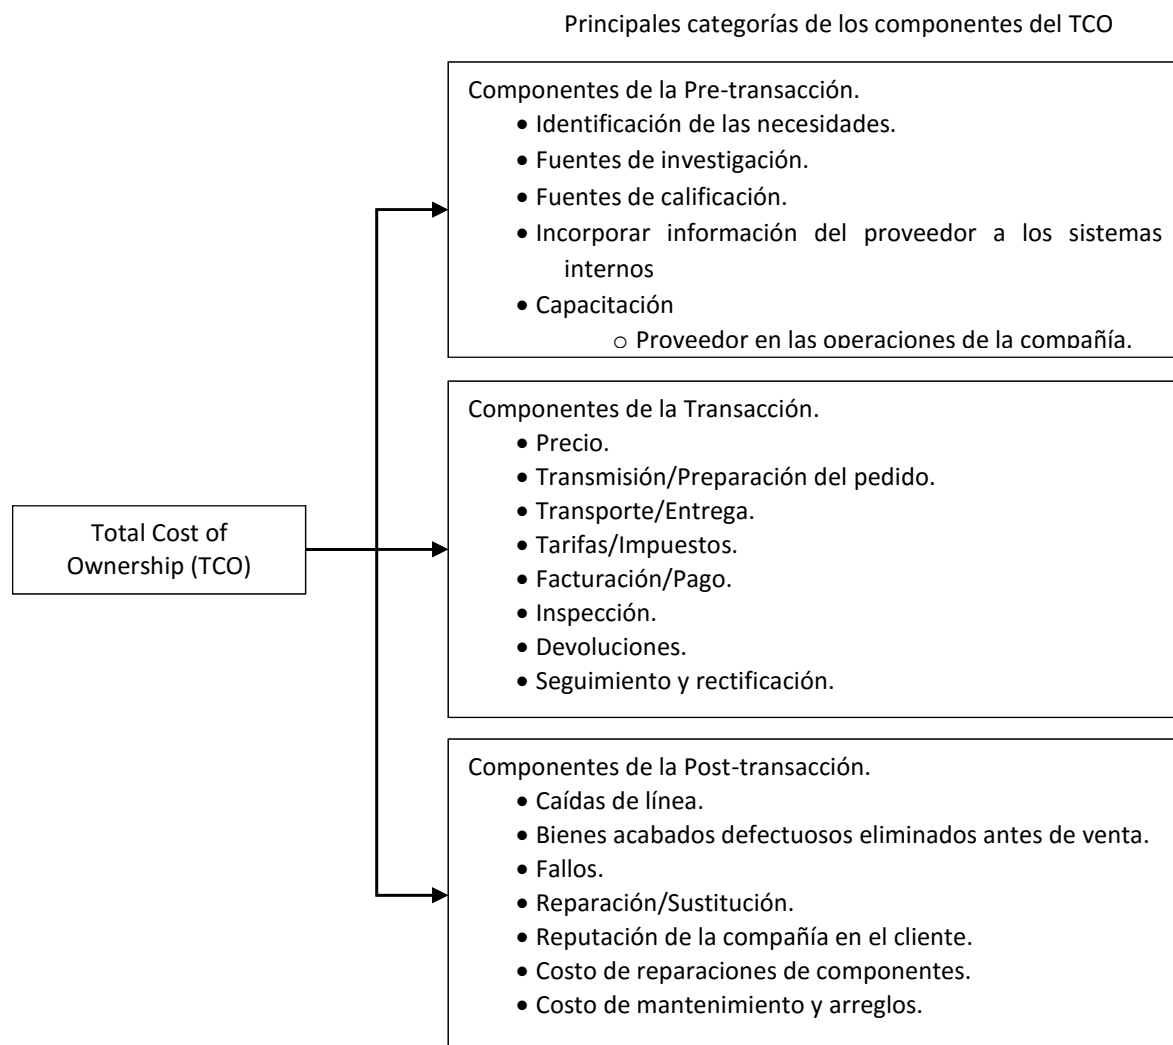 Principales categorías de los componentes del TCO
Componentes de la Pre-transacción.
• Identificación de las necesidades.
• Fuentes de investigación.
• Fuentes de calificación.
• Incorporar información del proveedor a los sistemas
internos
• Capacitación
o Proveedor en las operaciones de la compañía.
Total Cost of
Ownership (TCO)
Componentes de la Transacción.
• Precio.
• Transmisión/Preparación del pedido.
• Transporte/Entrega.
• Tarifas/Impuestos.
• Facturación/Pago.
• Inspección.
• Devoluciones.
• Seguimiento y rectificación.
Componentes de la Post-transacción.
• Caídas de línea.
• Bienes acabados defectuosos eliminados antes de venta.
• Fallos.
• Reparación/Sustitución.
• Reputación de la compañía en el cliente.
• Costo de reparaciones de componentes.
• Costo de mantenimiento y arreglos.